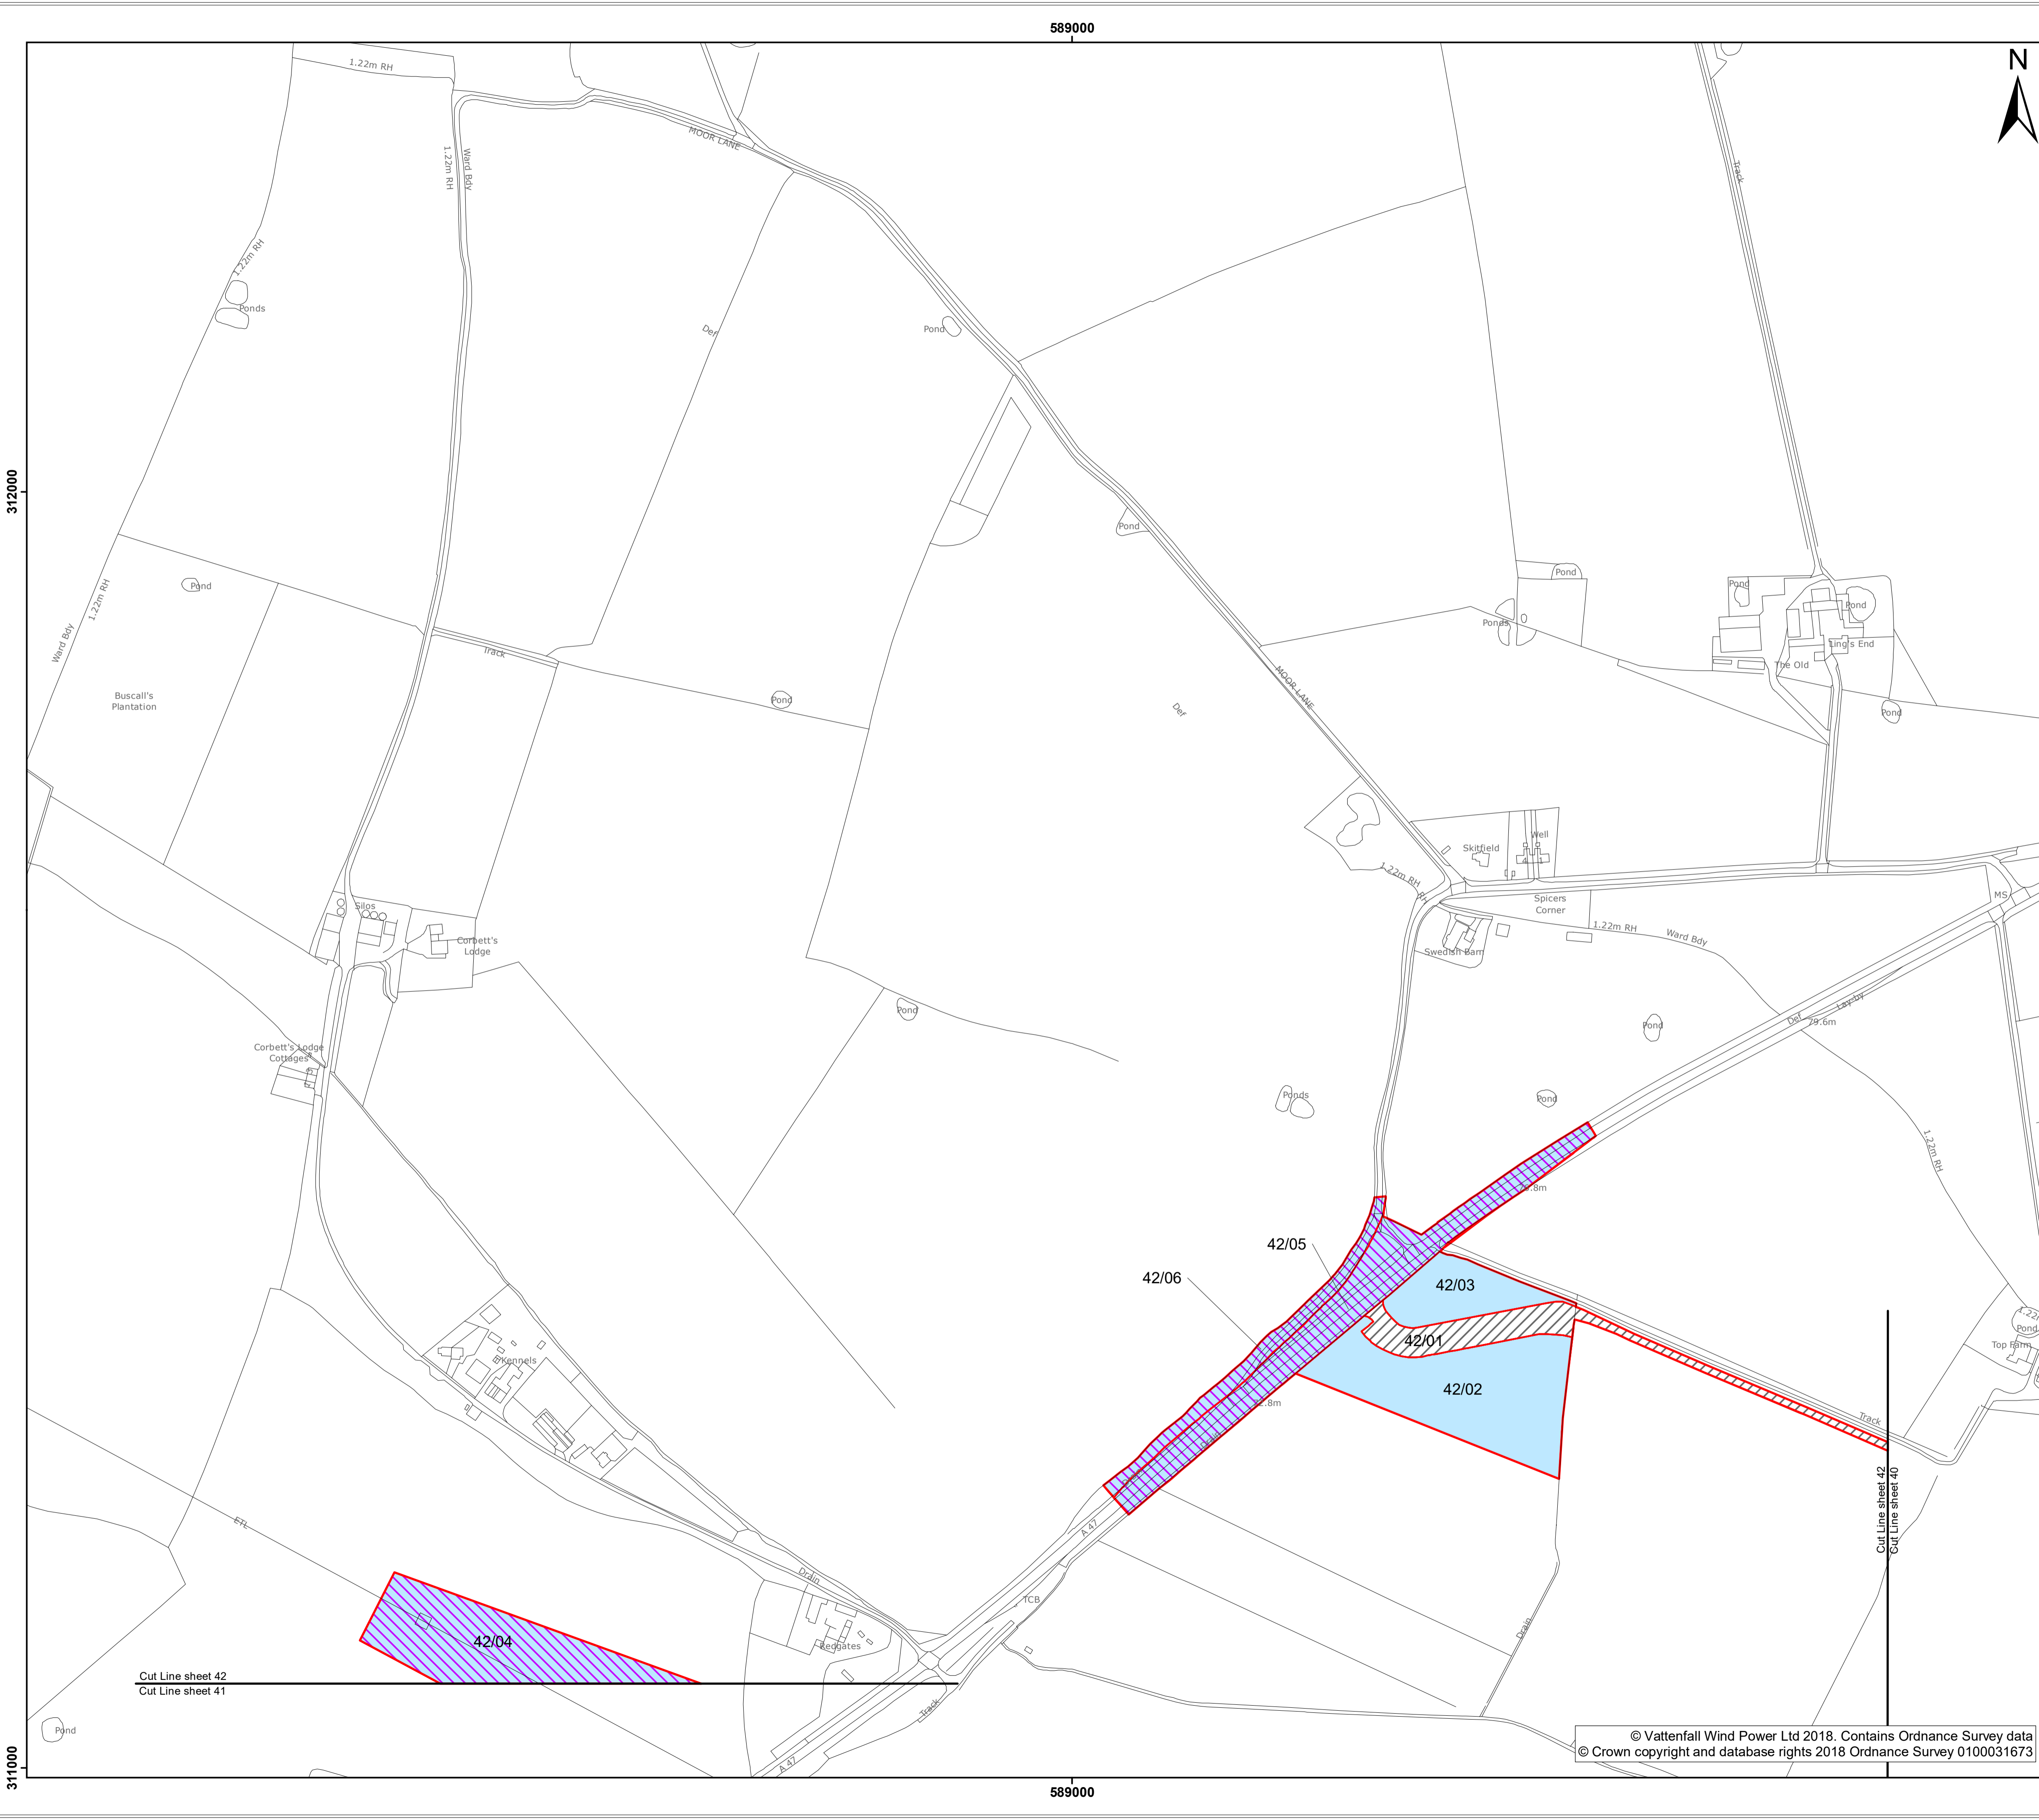 589000
N
1.22m RH
MOOR LANE
1.22m RH
Ward Bdy
Track
1.22m RH
Ponds
Def
Pond
312000
Pond
Pond
Pond
Pond
1.22m RH
Ward Bdy
Ponds
Pond
Ling's End
The Old
Track
MOOR LANE
Buscall's
Plantation
Pond
Def
Pond
Well
Skitfield
4
1
1.22m RH
RH
MS
Silos
Spicers
Corner
1.22m RH
Ward Bdy
Corbett's
Lodge
Swedish Barn
Lay-by
Def
79.6m
Pond
Pond
Corbett's Lodge
Cottages
Ponds
Pond
1.22m RH
42/05
42/06
42/03
42/01
42/02
Pond
Top Farm
Kennels
Drain
Track
Cut Line sheet 42
Cut Line sheet 40
ETL
A 47
Drain
TCB
Drain
Redgates
42/04
Cut Line sheet 42
Cut Line sheet 41
Track
Pond
A 47
© Vattenfall Wind Power Ltd 2018. Contains Ordnance Survey data
© Crown copyright and database rights 2018 Ordnance Survey 0100031673
311000
589000